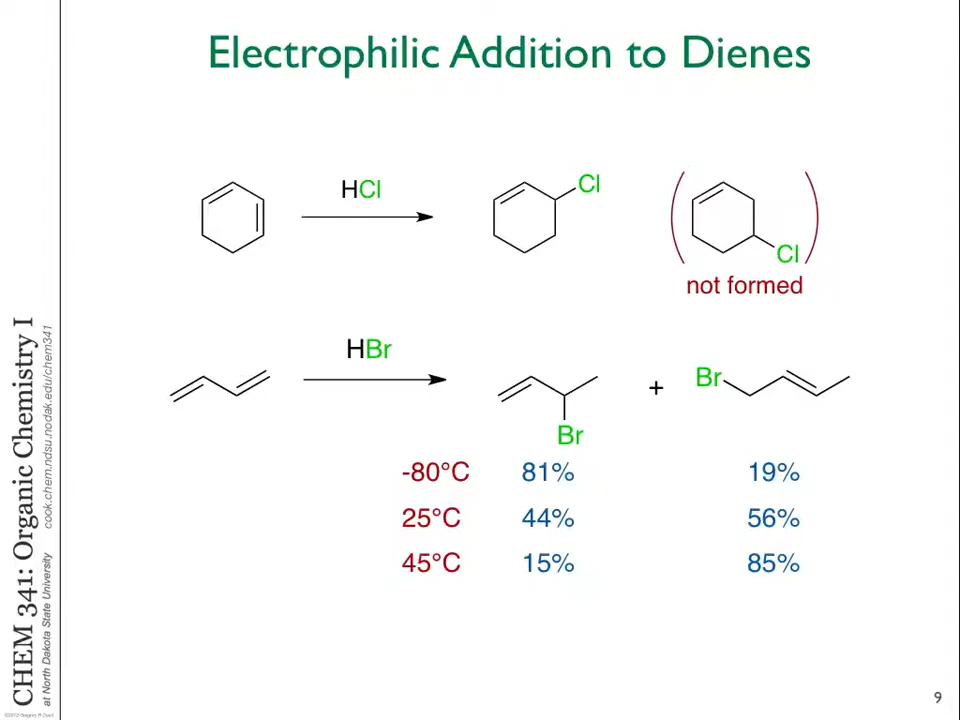 Electrophilic Addition to Dienes
HCl
Cl
Cl
not formed
HBr
+
Br
Br
-80°C 81% 19%
25°C 44% 56%
45°C 15% 85%
CHEM 341: Organic Chemistry I
at North Dakota State University cook.chem.ndsu.nodak.edu/chem341
9